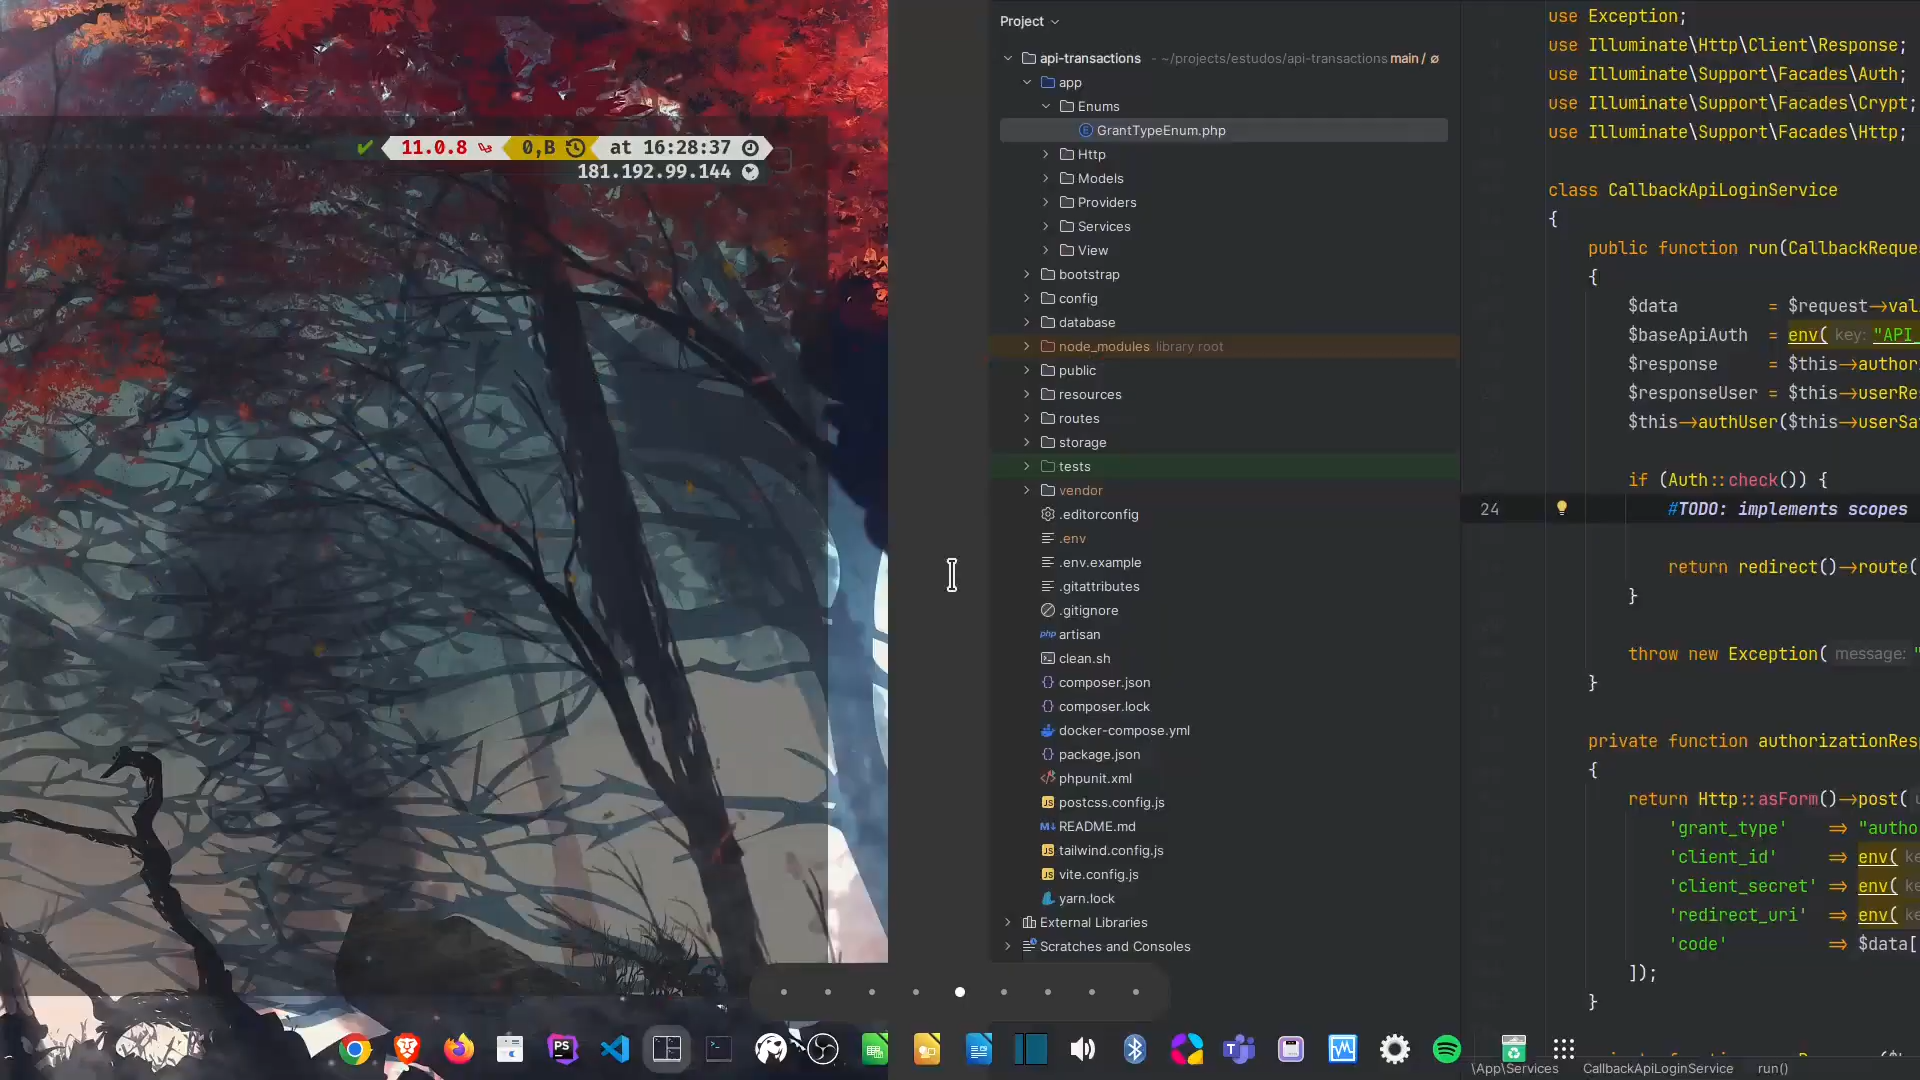 11.0.8 0,B at 16:28:37
181.192.99.144
Project
api-transactions - ~/projects/estudos/api-transactions main / ø
app
Enums
GrantTypeEnum.php
Http
Models
Providers
Services
View
bootstrap
config
database
node_modules library root
public
resources
routes
storage
tests
vendor
.editorconfig
.env
.env.example
.gitattributes
.gitignore
php artisan
clean.sh
composer.json
composer.lock
docker-compose.yml
package.json
phpunit.xml
JS postcss.config.js
M↓ README.md
JS tailwind.config.js
JS vite.config.js
yarn.lock
External Libraries
Scratches and Consoles
use Exception;
use Illuminate\Http\Client\Response;
use Illuminate\Support\Facades\Auth;
use Illuminate\Support\Facades\Crypt;
use Illuminate\Support\Facades\Http;
class CallbackApiLoginService
{
public function run(CallbackReque
{
$data = $request->val
$baseApiAuth = env( key: "API_
$response = $this->author
$responseUser = $this->userRe
$this->authUser($this->userSa
if (Auth::check()) {
24 #TODO: implements scopes
return redirect()->route(
}
throw new Exception( message: "
}
private function authorizationRes
{
return Http::asForm()->post(
'grant_type' => "autho
'client_id' => env( ke
'client_secret' => env( ke
'redirect_uri' => env( ke
'code' => $data[
]);
}
PS
\App\Services CallbackApiLoginService run()